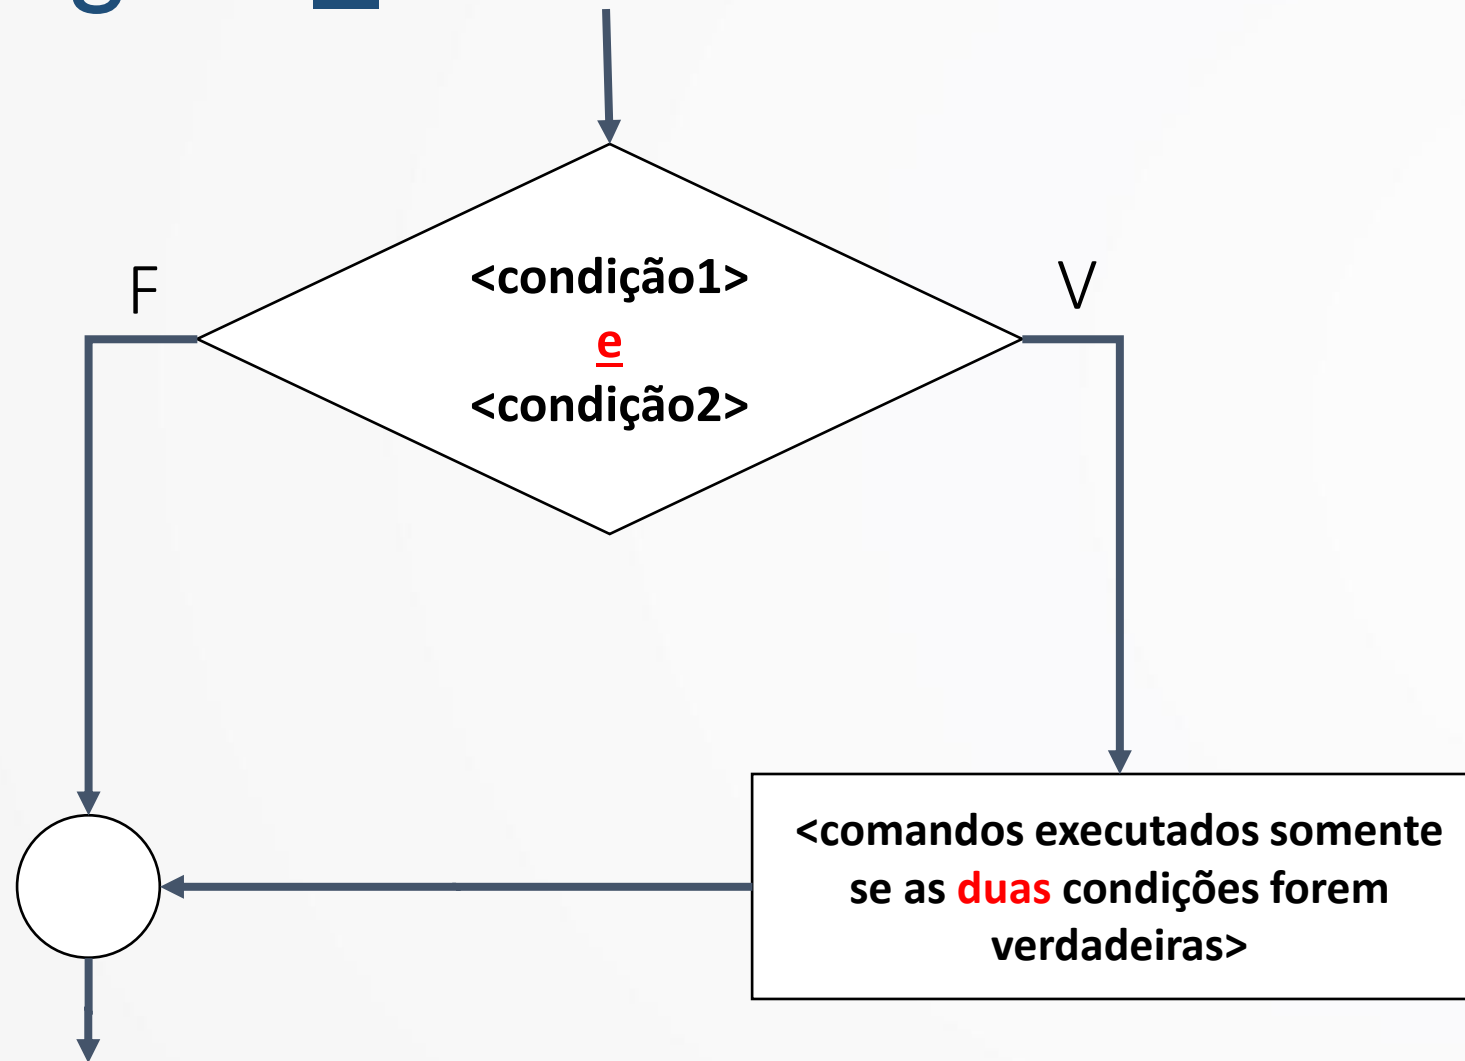 F
<condição1>
V
e
<condição2>
<comandos executados somente
se as duas condições forem
verdadeiras>